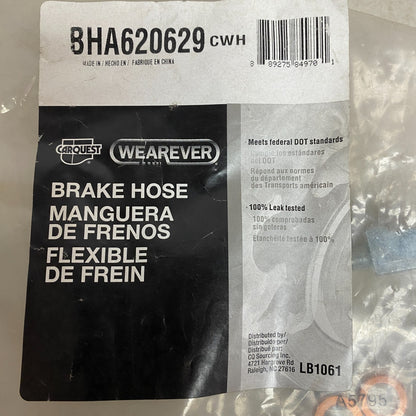 BHA620629 CWH
MADE IN / HECHO EN / FABRIQUE EN CHINA
8 89275 84970 1
CARQUEST
WEAREVER
BRAKE HOSE
MANGUERA
DE FRENOS
FLEXIBLE
DE FREIN
Meets federal DOT standards
estándares
del DOT
Répond aux normes
du département
des Transports américain
100% Leak tested
100% comprobadas
sin goteras
Étanchéité testée à 100%
Distributed by/
Distribuido por/
Distribué par:
CQ Sourcing Inc.
4721 Hargrove Rd
Raleigh, NC 27616
LB1061
A5795